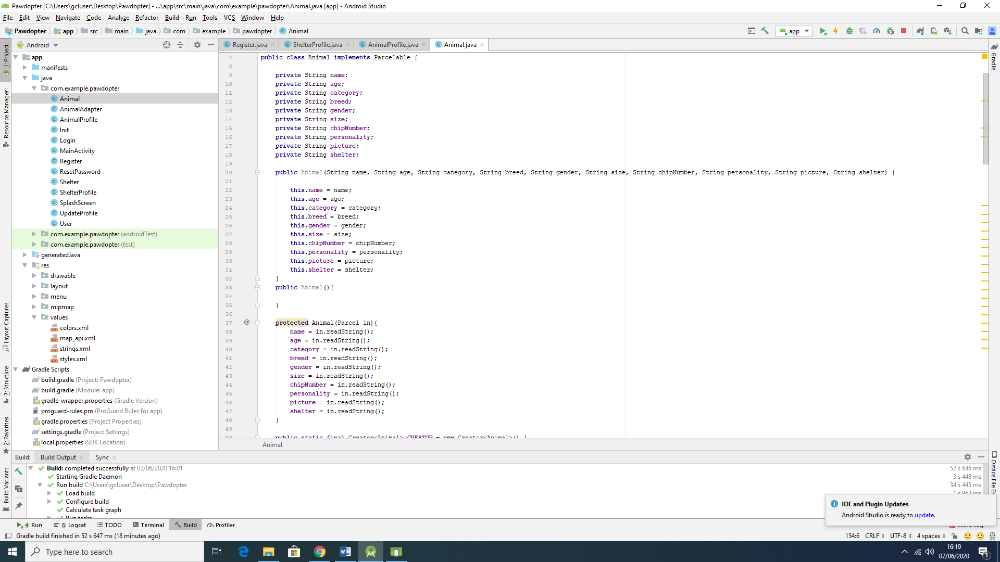 Pawdopter [C:\Users\gcluser\Desktop\Pawdopter] - ...\app\src\main\java\com\example\pawdopter\Animal.java [app] - Android Studio
File Edit View Navigate Code Analyze Refactor Build Run Tools VCS Window Help
Pawdopter app src main java com example pawdopter Animal app
Android Register.java ShelterProfile.java AnimalProfile.java Animal.java
1: Project
Resource Manager
Layout Captures
7: Structure
2: Favorites
Build Variants
app
manifests
java
com.example.pawdopter
Animal
AnimalAdapter
AnimalProfile
Init
Login
MainActivity
Register
ResetPassword
Shelter
ShelterProfile
SplashScreen
UpdateProfile
User
com.example.pawdopter (androidTest)
com.example.pawdopter (test)
generatedJava
res
drawable
layout
menu
mipmap
values
colors.xml
map_api.xml
strings.xml
styles.xml
Gradle Scripts
build.gradle (Project: Pawdopter)
build.gradle (Module: app)
gradle-wrapper.properties (Gradle Version)
proguard-rules.pro (ProGuard Rules for app)
gradle.properties (Project Properties)
settings.gradle (Project Settings)
local.properties (SDK Location)
7 public class Animal implements Parcelable {
8
9 private String name;
10 private String age;
11 private String category;
12 private String breed;
13 private String gender;
14 private String size;
15 private String chipNumber;
16 private String personality;
17 private String picture;
18 private String shelter;
19
20 public Animal(String name, String age, String category, String breed, String gender, String size, String chipNumber, String personality, String picture, String shelter) {
21
22 this.name = name;
23 this.age = age;
24 this.category = category;
25 this.breed = breed;
26 this.gender = gender;
27 this.size = size;
28 this.chipNumber = chipNumber;
29 this.personality = personality;
30 this.picture = picture;
31 this.shelter = shelter;
32 }
33 public Animal(){
34
35 }
36
37 @ protected Animal(Parcel in){
38 name = in.readString();
39 age = in.readString();
40 category = in.readString();
41 breed = in.readString();
42 gender = in.readString();
43 size = in.readString();
44 chipNumber = in.readString();
45 personality = in.readString();
46 picture = in.readString();
47 shelter = in.readString();
48 }
49
50 public static final Creator<Animal> CREATOR = new Creator<Animal>() {
Animal
Gradle
Device File Ex
Build: Build Output Sync
Build: completed successfully at 07/06/2020 16:01 52 s 646 ms
Starting Gradle Daemon 3 s 448 ms
Run build C:\Users\gcluser\Desktop\Pawdopter 34 s 445 ms
Load build 1 s 963 ms
Configure build
Calculate task graph
Run tasks
IDE and Plugin Updates
Android Studio is ready to update.
4: Run 6: Logcat TODO Terminal Build Profiler Event Log
Gradle build finished in 52 s 647 ms (18 minutes ago) 154:6 CRLF UTF-8 4 spaces
Type here to search
16:19
07/06/2020
1